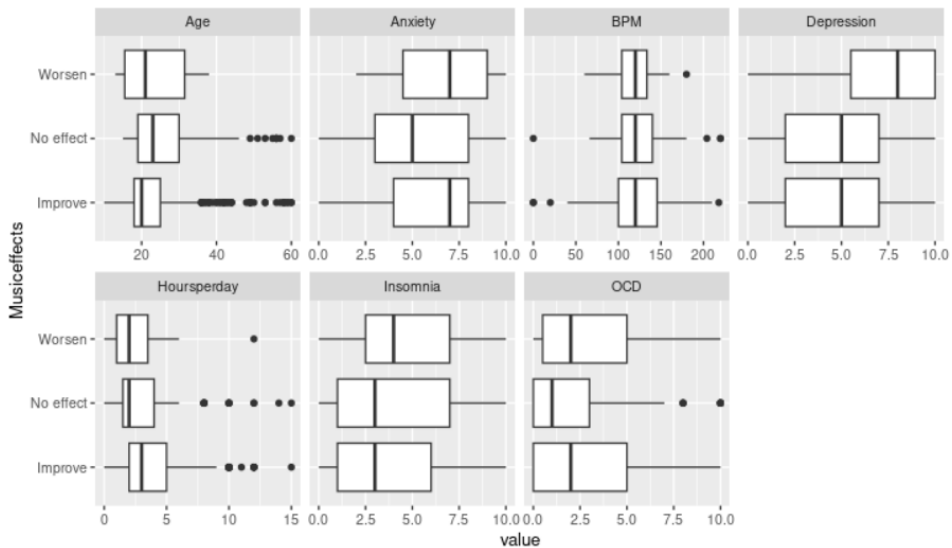 Age Anxiety BPM Depression
Worsen
No effect
Improve
20 40 60 0.0 2.5 5.0 7.5 10.0 0 50 100 150 200 0.0 2.5 5.0 7.5 10.0
Musiceffects
Hoursperday Insomnia OCD
Worsen
No effect
Improve
0 5 10 15 0.0 2.5 5.0 7.5 10.0 0.0 2.5 5.0 7.5 10.0
value